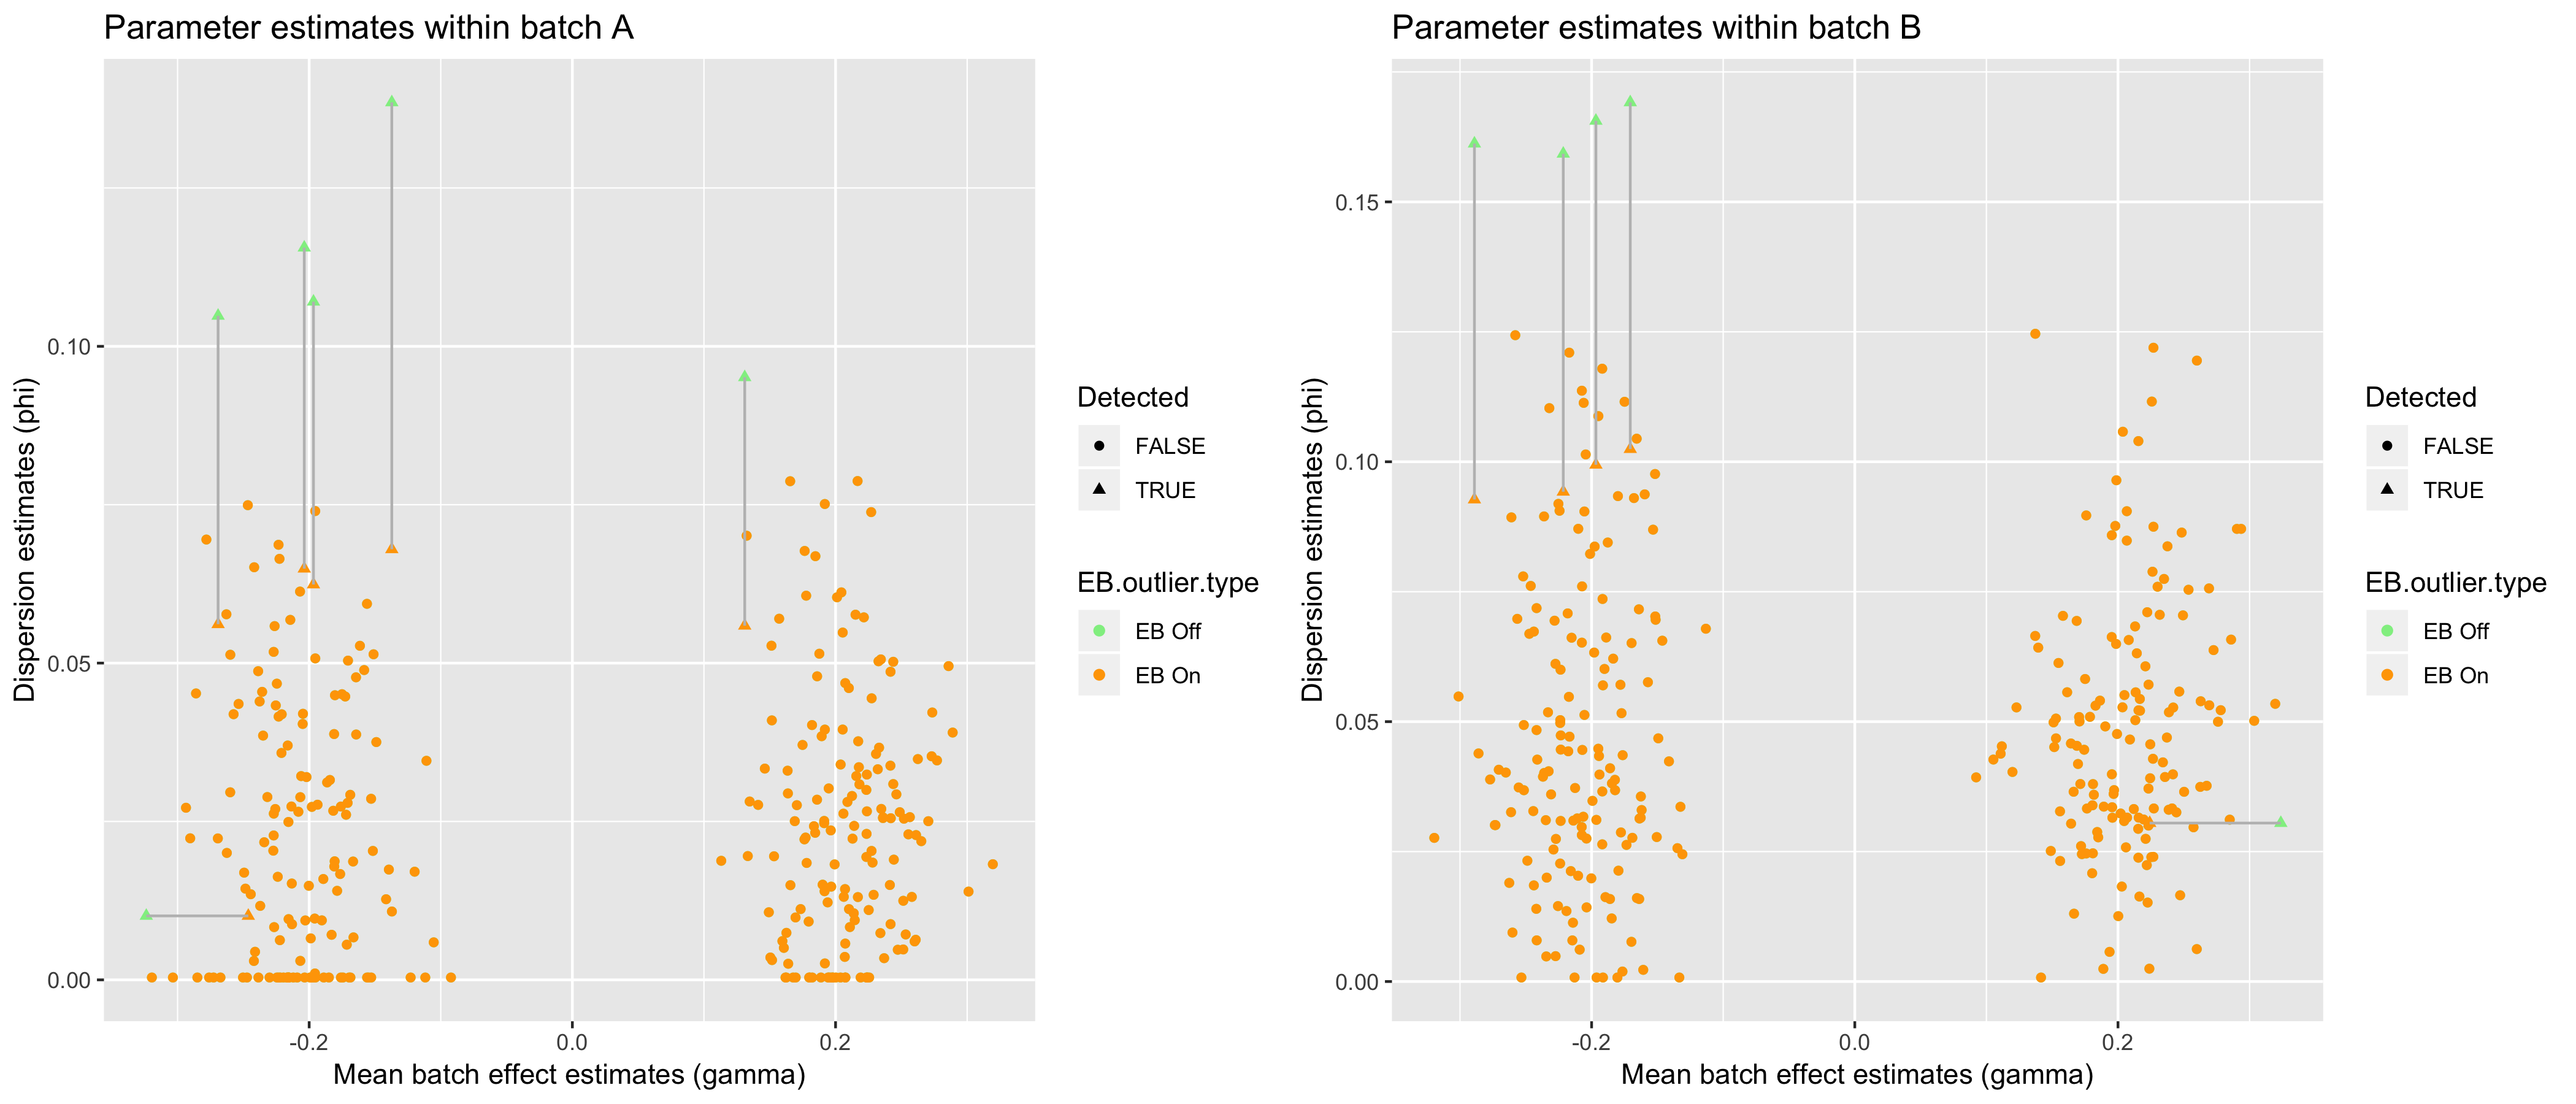 Parameter estimates within batch A
Dispersion estimates (phi)
0.10
0.05
0.00
-0.2
0.0
0.2
Mean batch effect estimates (gamma)
Detected
FALSE
TRUE
EB.outlier.type
EB Off
EB On
Parameter estimates within batch B
Dispersion estimates (phi)
0.15
0.10
0.05
0.00
-0.2
0.0
0.2
Mean batch effect estimates (gamma)
Detected
FALSE
TRUE
EB.outlier.type
EB Off
EB On